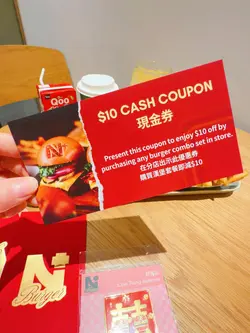 Qoo
$10 CASH COUPON
現金券
Present this coupon to enjoy $10 off by
purchasing any burger combo set in store.
在分店出示此優惠券
購買漢堡套餐即減$10
N+
N+
Burger
N